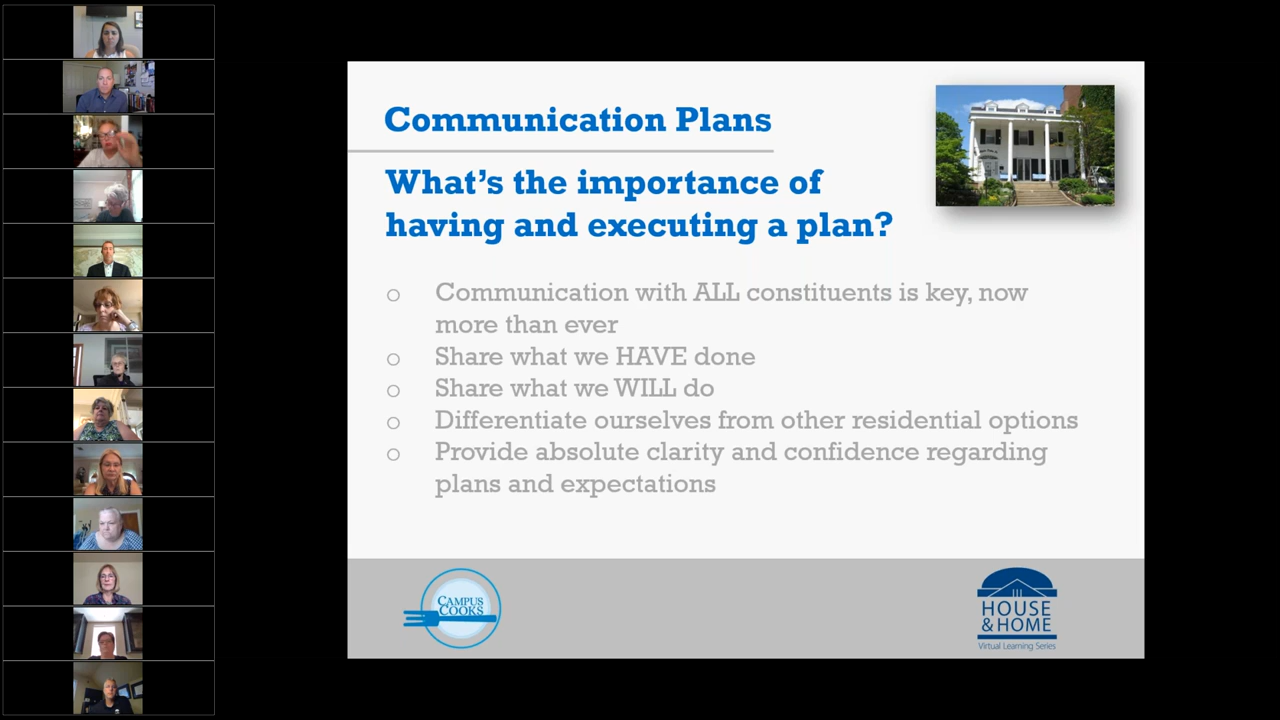 Communication Plans
What's the importance of
having and executing a plan?
Communication with ALL constituents is key, now
more than ever
Share what we HAVE done
Share what we WILL do
Differentiate ourselves from other residential options
Provide absolute clarity and confidence regarding
plans and expectations
CAMPUS
COOKS
HOUSE
& HOME
Virtual Learning Series